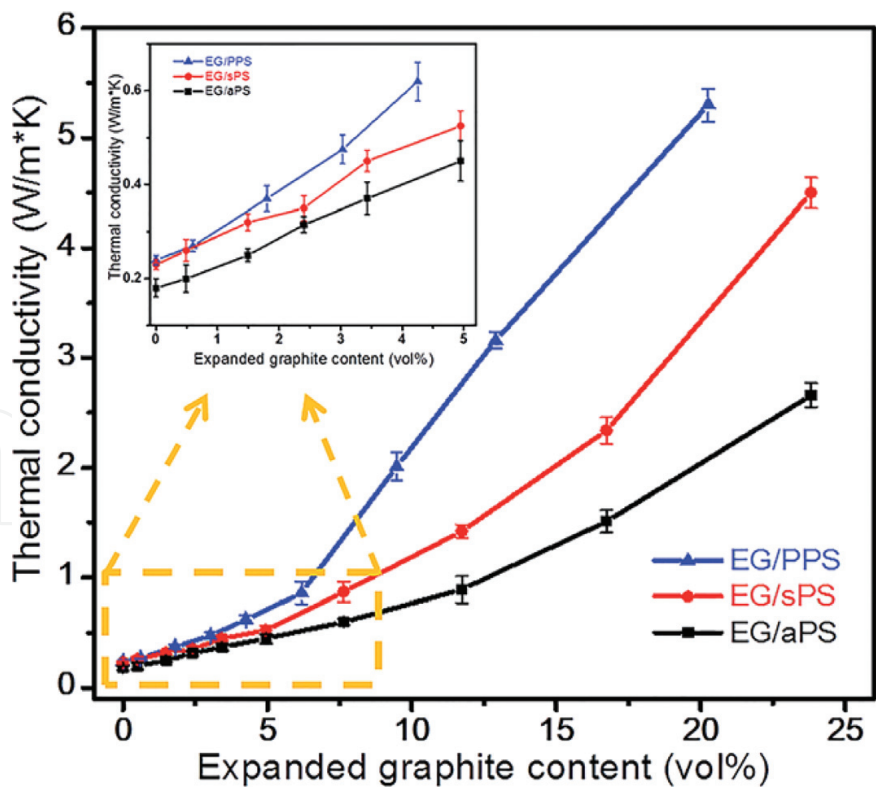 6
5
4
3
2
1
0
Thermal conductivity (W/m*K)
EG/PPS
EG/sPS
EG/aPS
0.6
0.4
0.2
Thermal conductivity (W/m*K)
0 1 2 3 4 5
Expanded graphite content (vol%)
EG/PPS
EG/sPS
EG/aPS
0 5 10 15 20 25
Expanded graphite content (vol%)